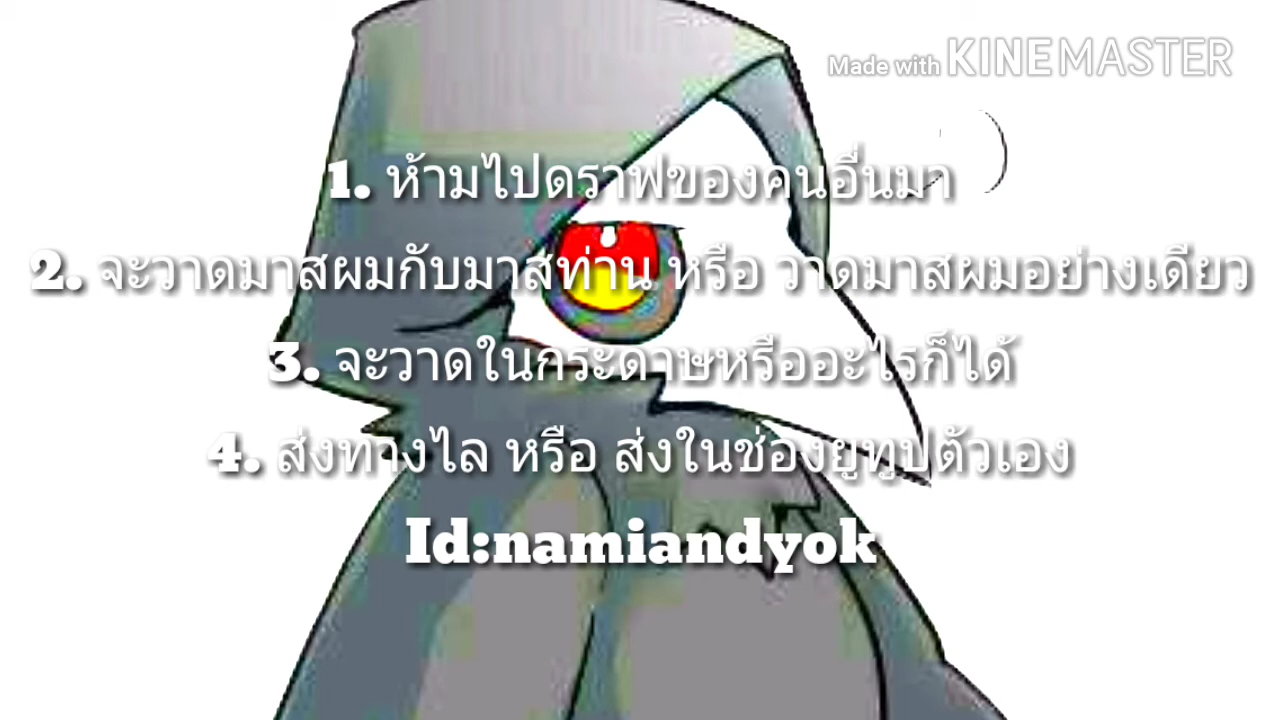 Made with KINEMASTER
1. ห้ามไปดราฟของคนอื่นมา
2. จะวาดมาสผมกับมาสท่าน หรือ วาดมาสผมอย่างเดียว
3. จะวาดในกระดาษหรืออะไรก็ได้
4. ส่งทางไล หรือ ส่งในช่องยูทูปตัวเอง
Id:namiandyok